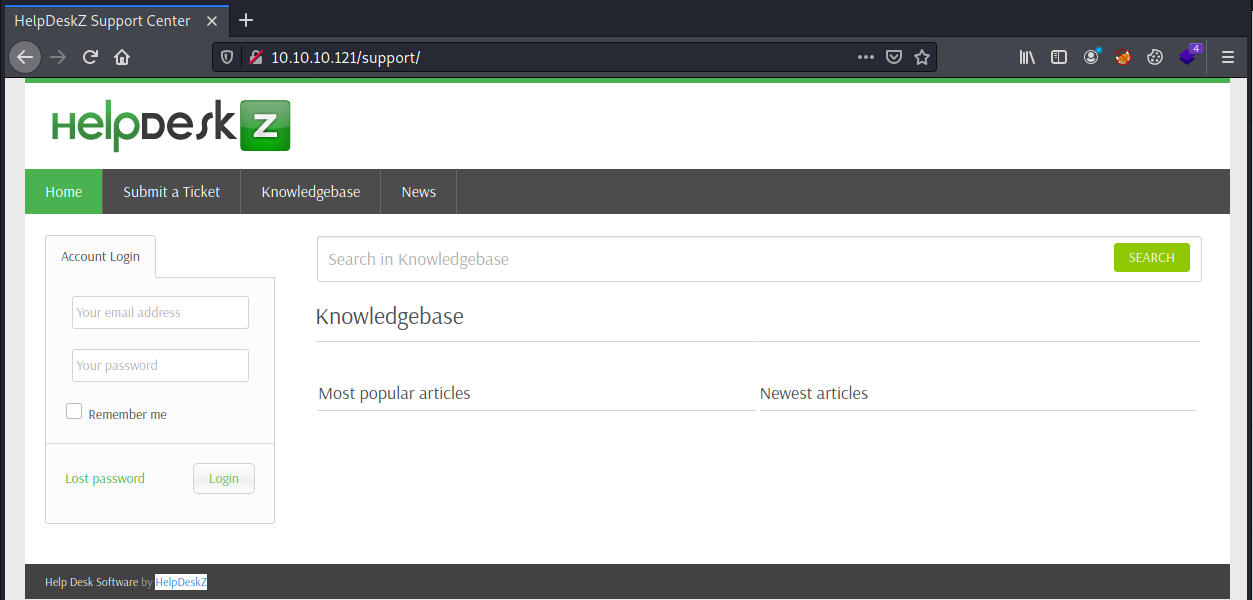 HelpDeskZ Support Center
10.10.10.121/support/
4
HelpDeskZ
Home Submit a Ticket Knowledgebase News
Account Login
Your email address
Your password
Remember me
Lost password Login
Search in Knowledgebase SEARCH
Knowledgebase
Most popular articles Newest articles
Help Desk Software by HelpDeskZ